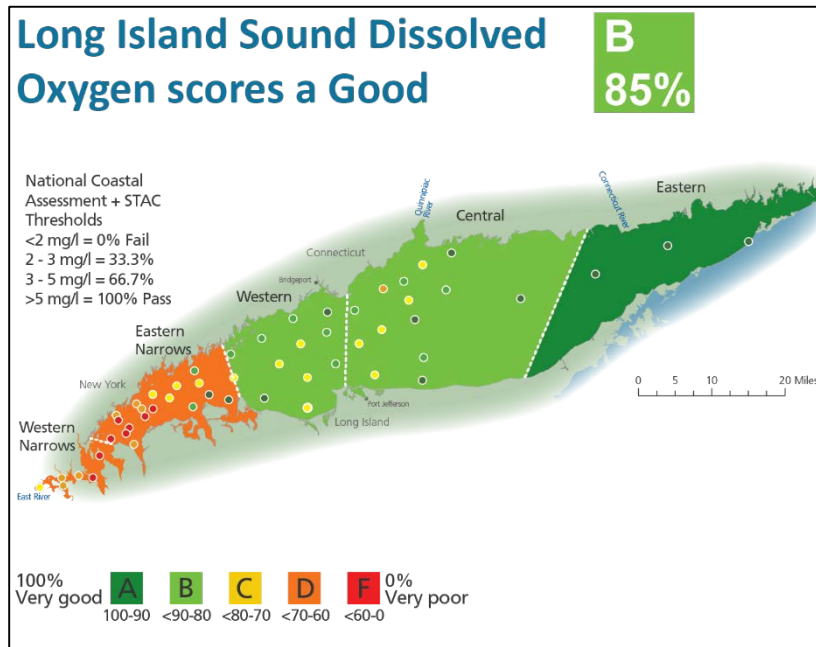 Long Island Sound Dissolved
Oxygen scores a Good
B
85%
National Coastal
Assessment + STAC
Thresholds
<2 mg/l = 0% Fail
2 - 3 mg/l = 33.3%
3 - 5 mg/l = 66.7%
>5 mg/l = 100% Pass
Quinnipiac
River
Connecticut River
Eastern
Central
Connecticut
Bridgeport
Western
Eastern
Narrows
New York
Western
Narrows
Port Jefferson
Long Island
East River
0 5 10 20 Miles
100%
Very good
A
B
C
D
F
0%
Very poor
100-90
<90-80
<80-70
<70-60
<60-0